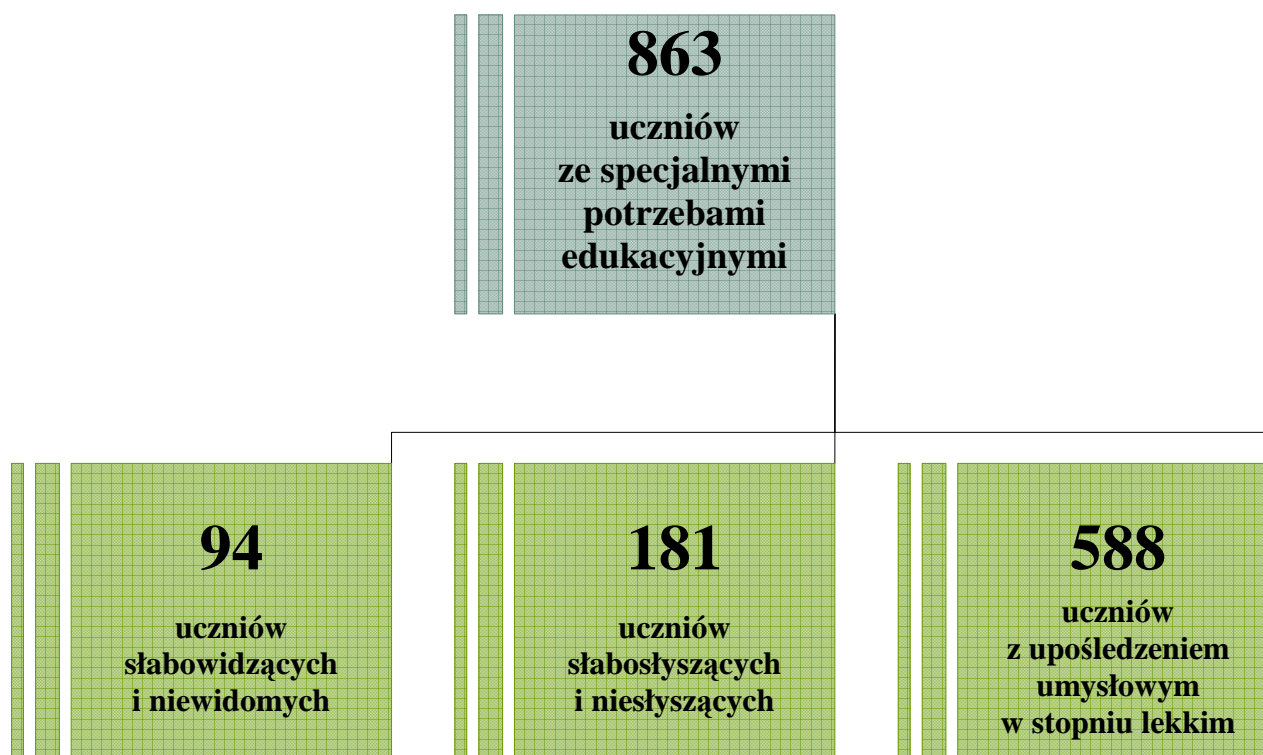 863
uczniów
ze specjalnymi
potrzebami
edukacyjnymi
94
uczniów
słabowidzących
i niewidomych
181
uczniów
słabosłyszących
i niesłyszących
588
uczniów
z upośledzeniem
umysłowym
w stopniu lekkim